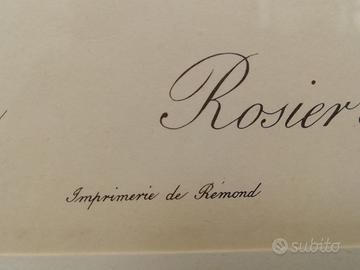 Rosier
Imprimerie de Rémond
subito